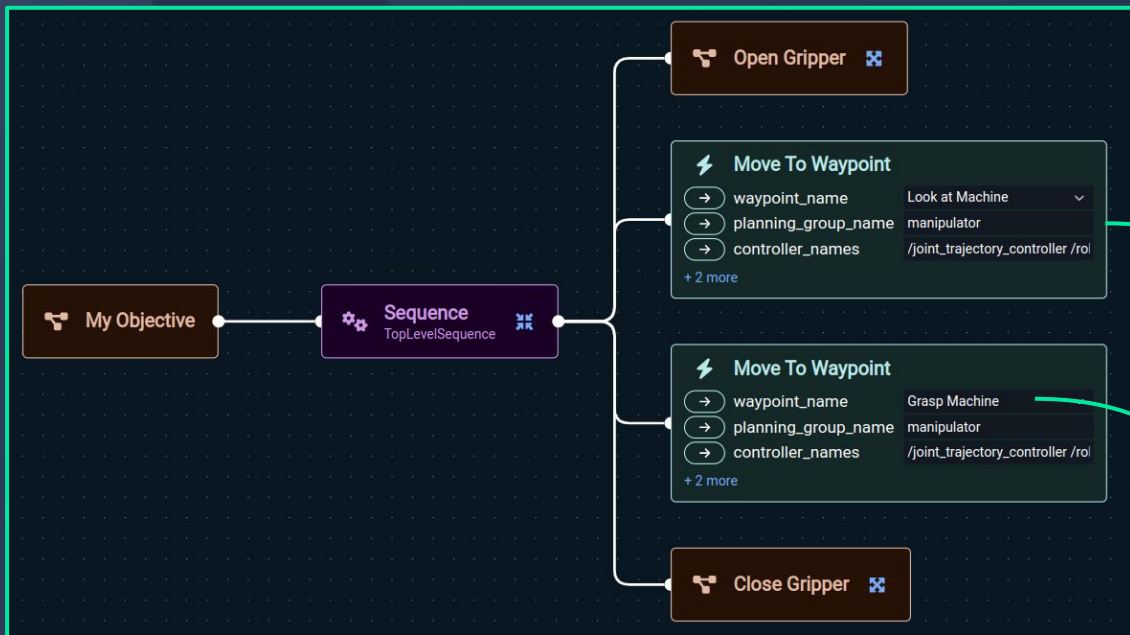 My Objective
Sequence
TopLevelSequence
Open Gripper
Move To Waypoint
waypoint_name Look at Machine
planning_group_name manipulator
controller_names /joint_trajectory_controller /rol
+ 2 more
Move To Waypoint
waypoint_name Grasp Machine
planning_group_name manipulator
controller_names /joint_trajectory_controller /rol
+ 2 more
Close Gripper